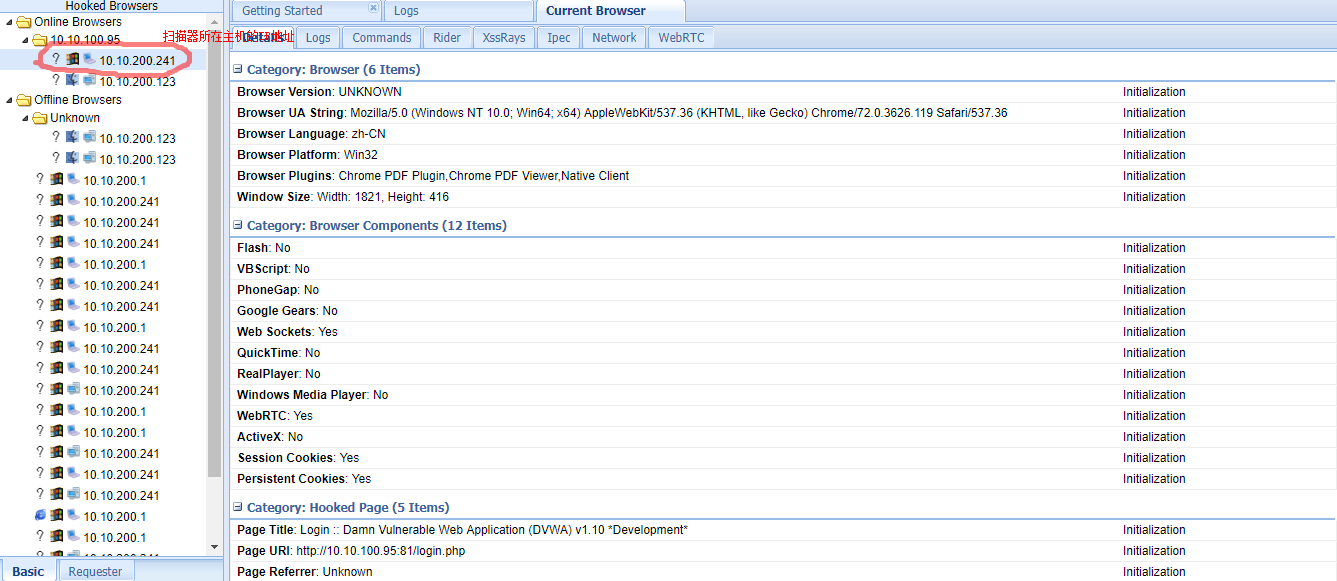 Hooked Browsers
Online Browsers
10.10.100.95
扫描器所在主机的IP地址
? 10.10.200.241
? 10.10.200.123
Offline Browsers
Unknown
? 10.10.200.123
? 10.10.200.123
? 10.10.200.1
? 10.10.200.241
? 10.10.200.241
? 10.10.200.241
? 10.10.200.1
? 10.10.200.241
? 10.10.200.241
? 10.10.200.1
? 10.10.200.241
? 10.10.200.241
? 10.10.200.241
? 10.10.200.1
? 10.10.200.1
? 10.10.200.241
? 10.10.200.241
? 10.10.200.241
10.10.200.1
? 10.10.200.1
? 10.10.200.241
Basic Requester
Getting Started Logs Current Browser
Details Logs Commands Rider XssRays Ipec Network WebRTC
Category: Browser (6 Items)
Browser Version: UNKNOWN Initialization
Browser UA String: Mozilla/5.0 (Windows NT 10.0; Win64; x64) AppleWebKit/537.36 (KHTML, like Gecko) Chrome/72.0.3626.119 Safari/537.36 Initialization
Browser Language: zh-CN Initialization
Browser Platform: Win32 Initialization
Browser Plugins: Chrome PDF Plugin,Chrome PDF Viewer,Native Client Initialization
Window Size: Width: 1821, Height: 416 Initialization
Category: Browser Components (12 Items)
Flash: No Initialization
VBScript: No Initialization
PhoneGap: No Initialization
Google Gears: No Initialization
Web Sockets: Yes Initialization
QuickTime: No Initialization
RealPlayer: No Initialization
Windows Media Player: No Initialization
WebRTC: Yes Initialization
ActiveX: No Initialization
Session Cookies: Yes Initialization
Persistent Cookies: Yes Initialization
Category: Hooked Page (5 Items)
Page Title: Login :: Damn Vulnerable Web Application (DVWA) v1.10 *Development* Initialization
Page URI: http://10.10.100.95:81/login.php Initialization
Page Referrer: Unknown Initialization